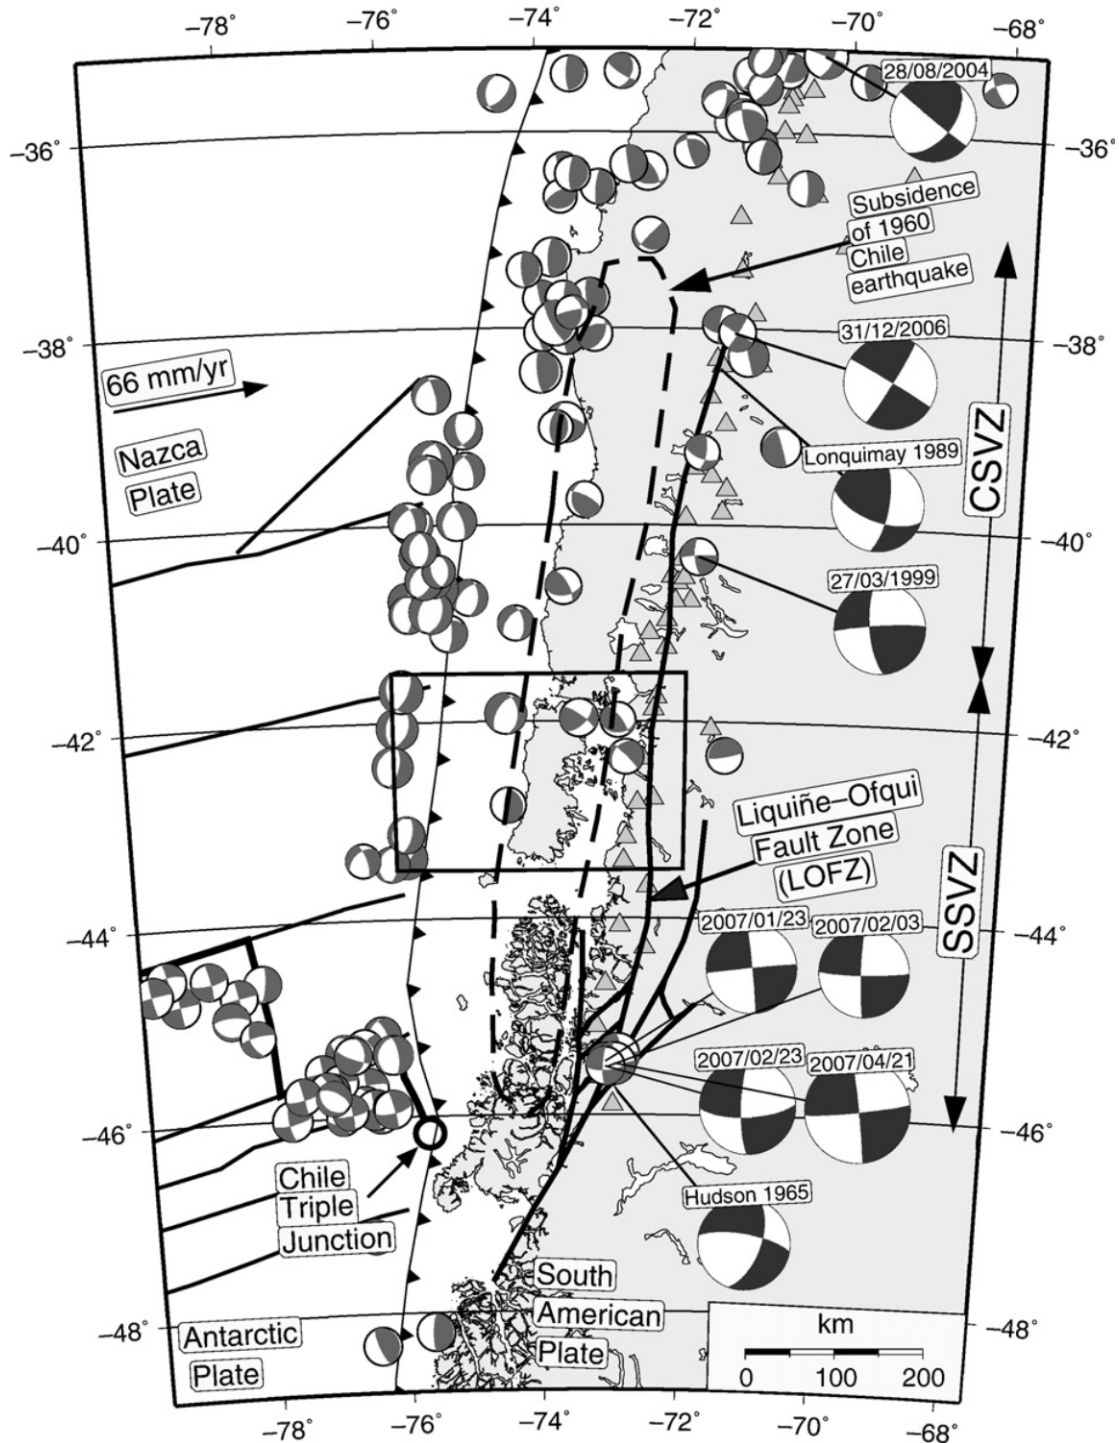 −78° −76° −74° −72° −70° −68°
28/08/2004
−36° −36°
Subsidence
of 1960
Chile
earthquake
31/12/2006
−38° −38°
66 mm/yr
Nazca
Plate
Lonquimay 1989
CSVZ
−40° −40°
27/03/1999
−42° −42°
Liquiñe–Ofqui
Fault Zone
(LOFZ)
SSVZ
2007/01/23 2007/02/03
−44° −44°
2007/02/23 2007/04/21
−46° −46°
Chile
Triple
Junction
Hudson 1965
South
American
Plate
Antarctic
Plate
−48° −48°
km
0 100 200
−78° −76° −74° −72° −70° −68°